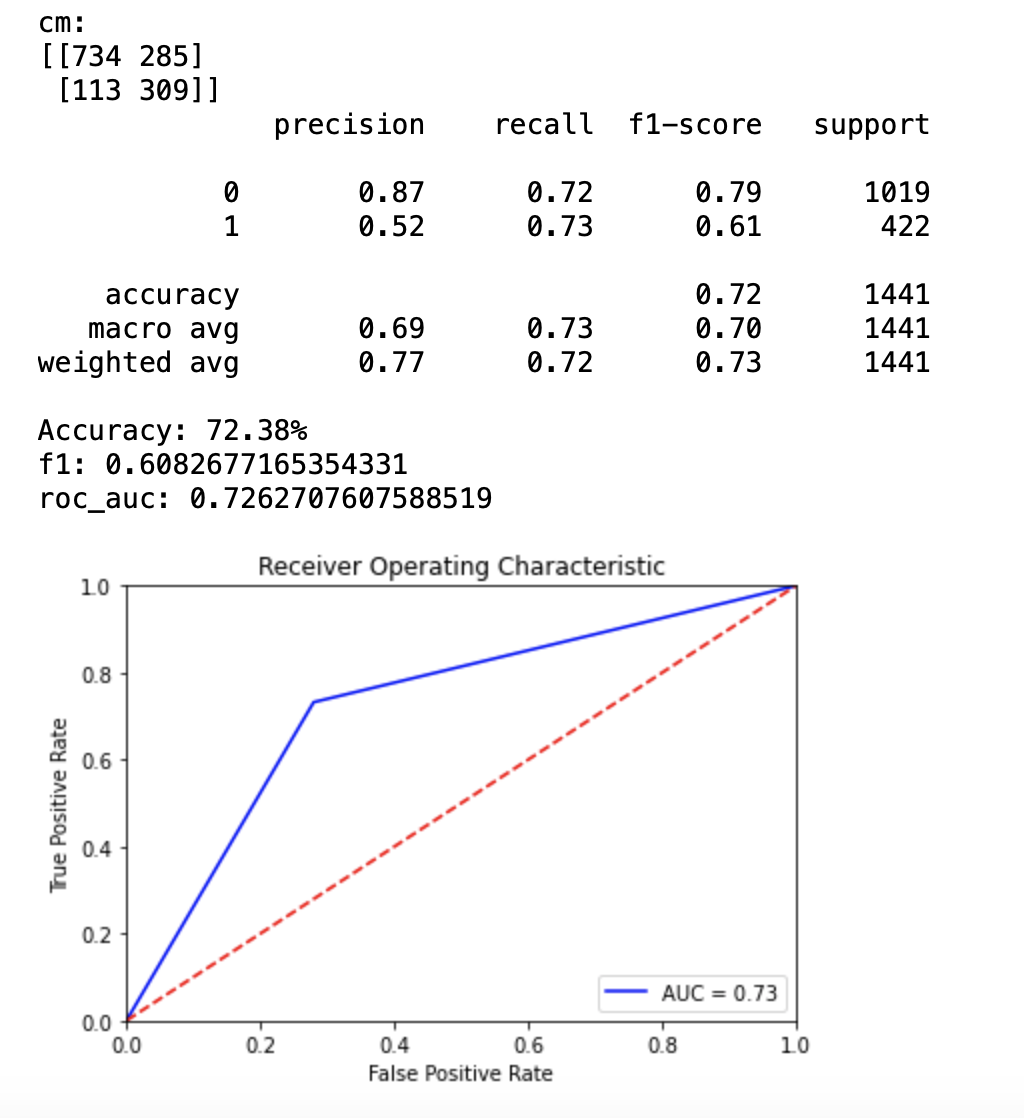 cm:
[[734 285]
[113 309]]
precision recall f1-score support
0 0.87 0.72 0.79 1019
1 0.52 0.73 0.61 422
accuracy 0.72 1441
macro avg 0.69 0.73 0.70 1441
weighted avg 0.77 0.72 0.73 1441
Accuracy: 72.38%
f1: 0.6082677165354331
roc_auc: 0.7262707607588519
Receiver Operating Characteristic
1.0
0.8
0.6
0.4
0.2
0.0
True Positive Rate
AUC = 0.73
0.0 0.2 0.4 0.6 0.8 1.0
False Positive Rate